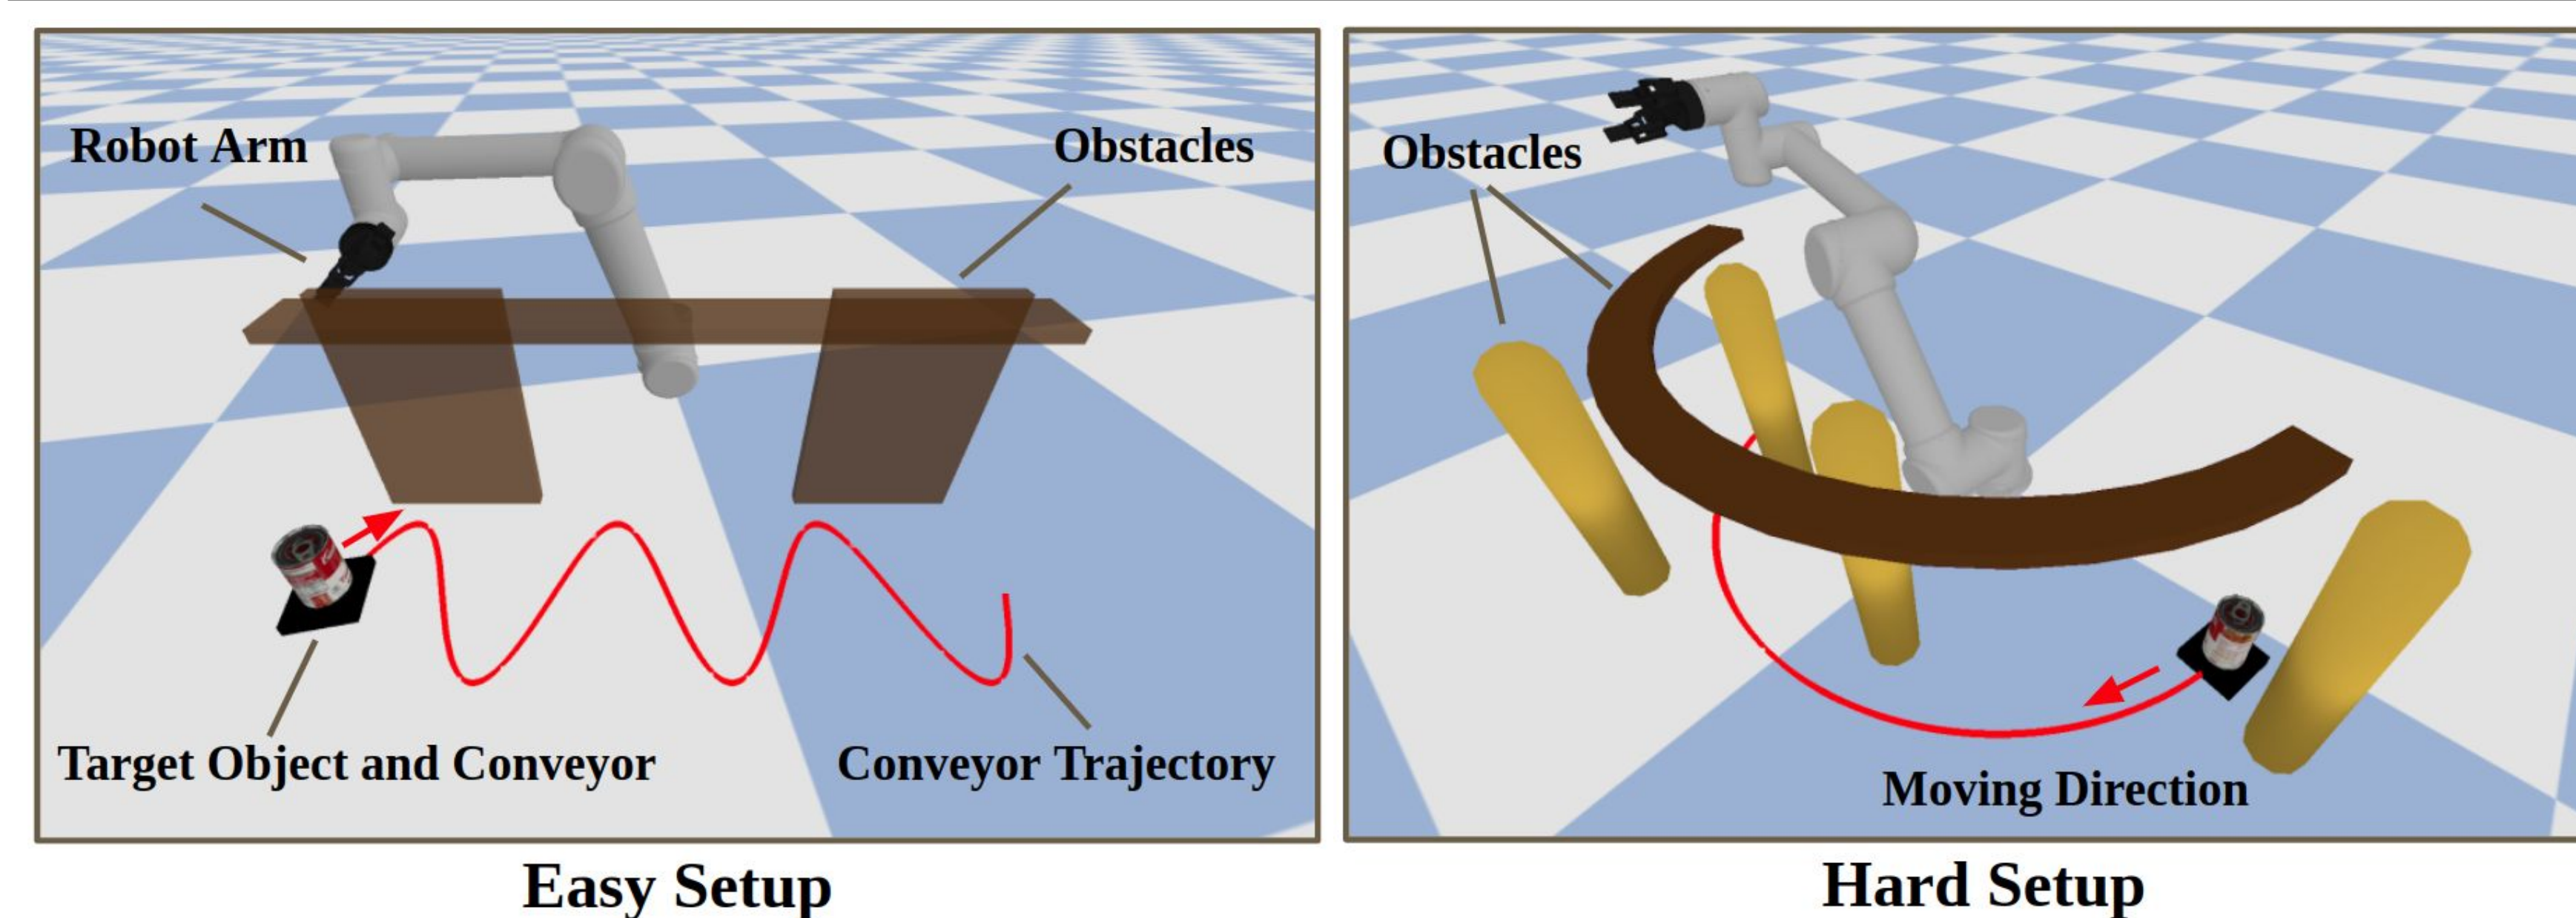 Robot Arm
Obstacles
Target Object and Conveyor
Conveyor Trajectory
Easy Setup
Obstacles
Moving Direction
Hard Setup